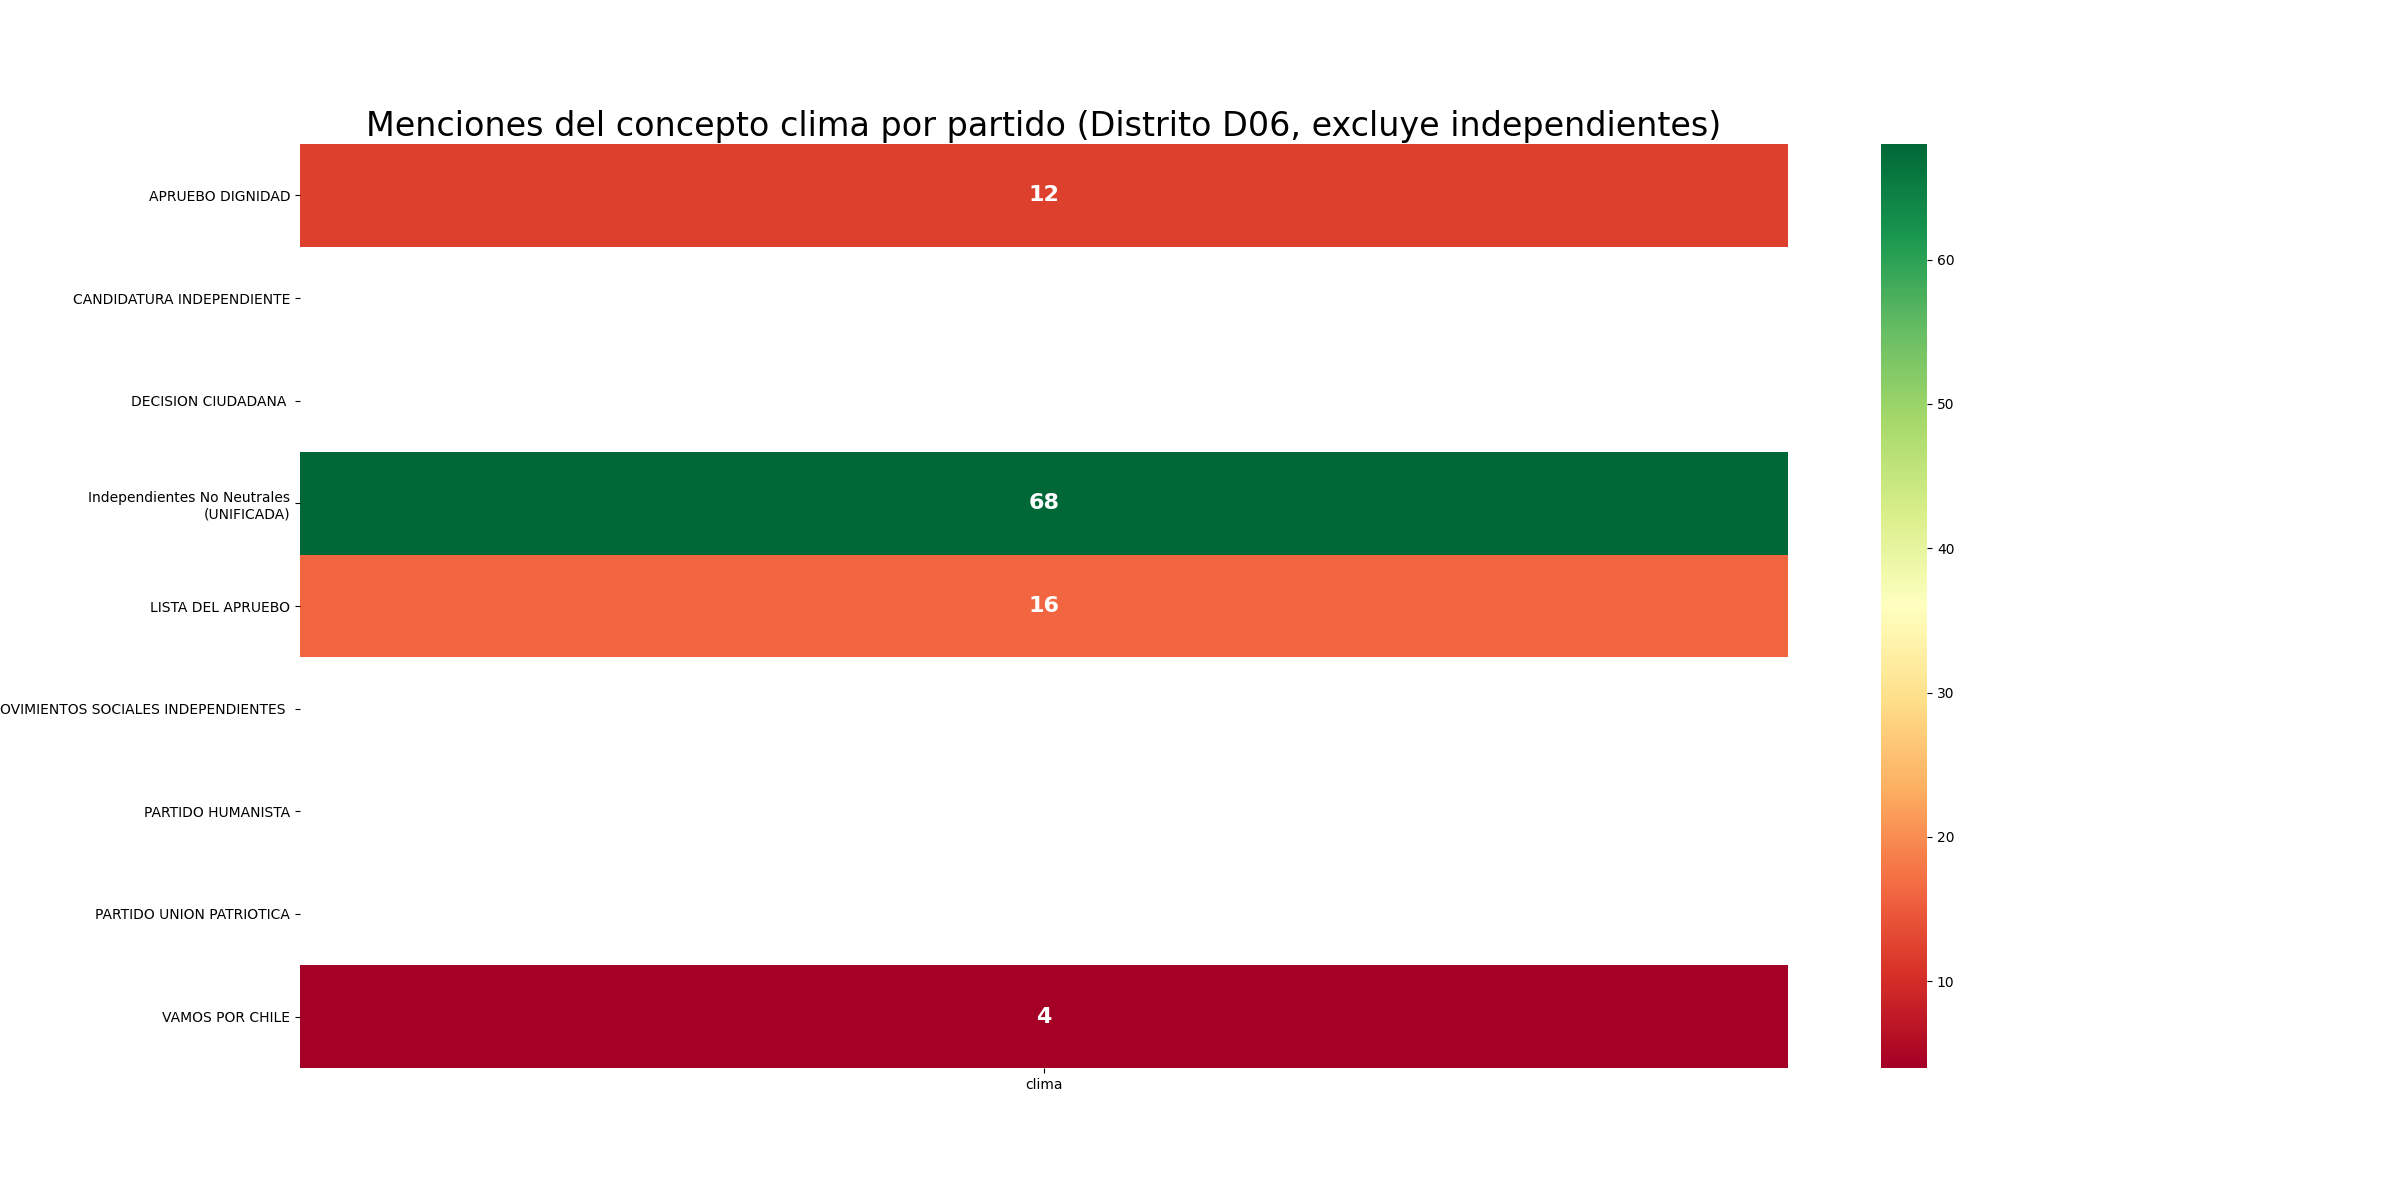 Menciones del concepto clima por partido (Distrito D06, excluye independientes)
APRUEBO DIGNIDAD
12
CANDIDATURA INDEPENDIENTE
DECISION CIUDADANA
Independientes No Neutrales
(UNIFICADA)
68
LISTA DEL APRUEBO
16
OVIMIENTOS SOCIALES INDEPENDIENTES
PARTIDO HUMANISTA
PARTIDO UNION PATRIOTICA
VAMOS POR CHILE
4
clima
60
50
40
30
20
10